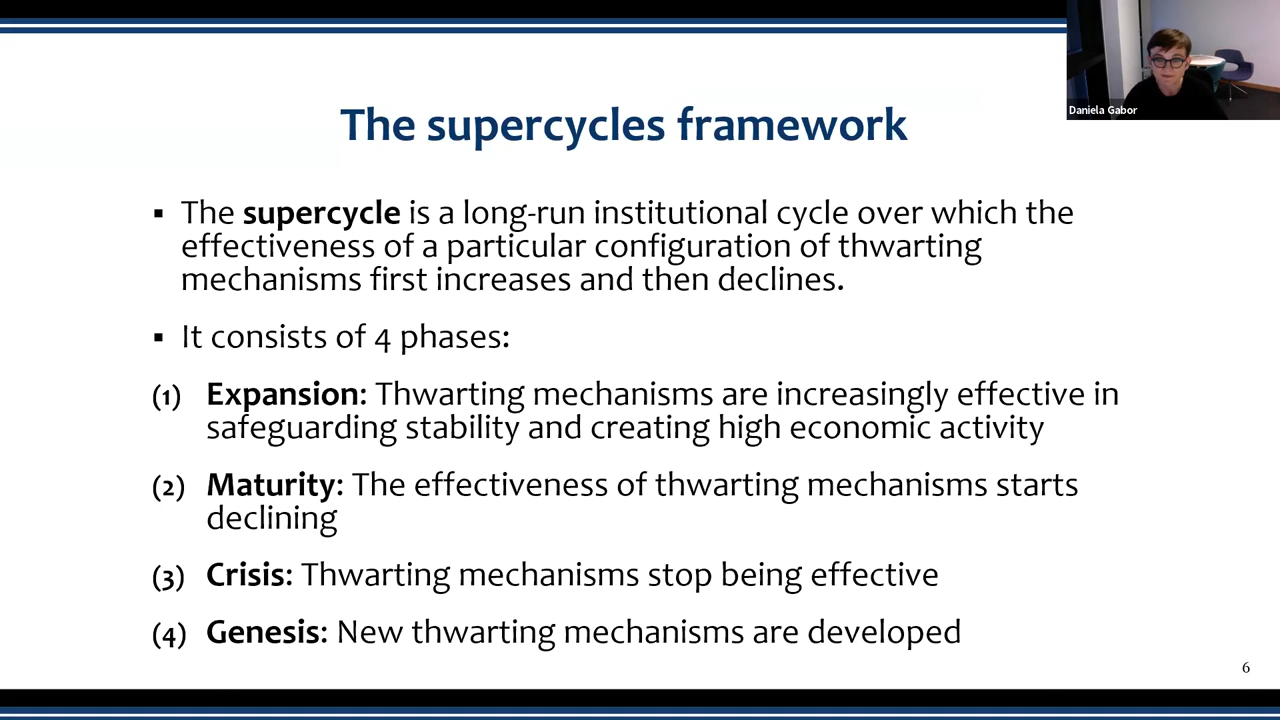 Daniela Gabor
The supercycles framework
▪ The supercycle is a long-run institutional cycle over which the
effectiveness of a particular configuration of thwarting
mechanisms first increases and then declines.
▪ It consists of 4 phases:
(1) Expansion: Thwarting mechanisms are increasingly effective in
safeguarding stability and creating high economic activity
(2) Maturity: The effectiveness of thwarting mechanisms starts
declining
(3) Crisis: Thwarting mechanisms stop being effective
(4) Genesis: New thwarting mechanisms are developed
6